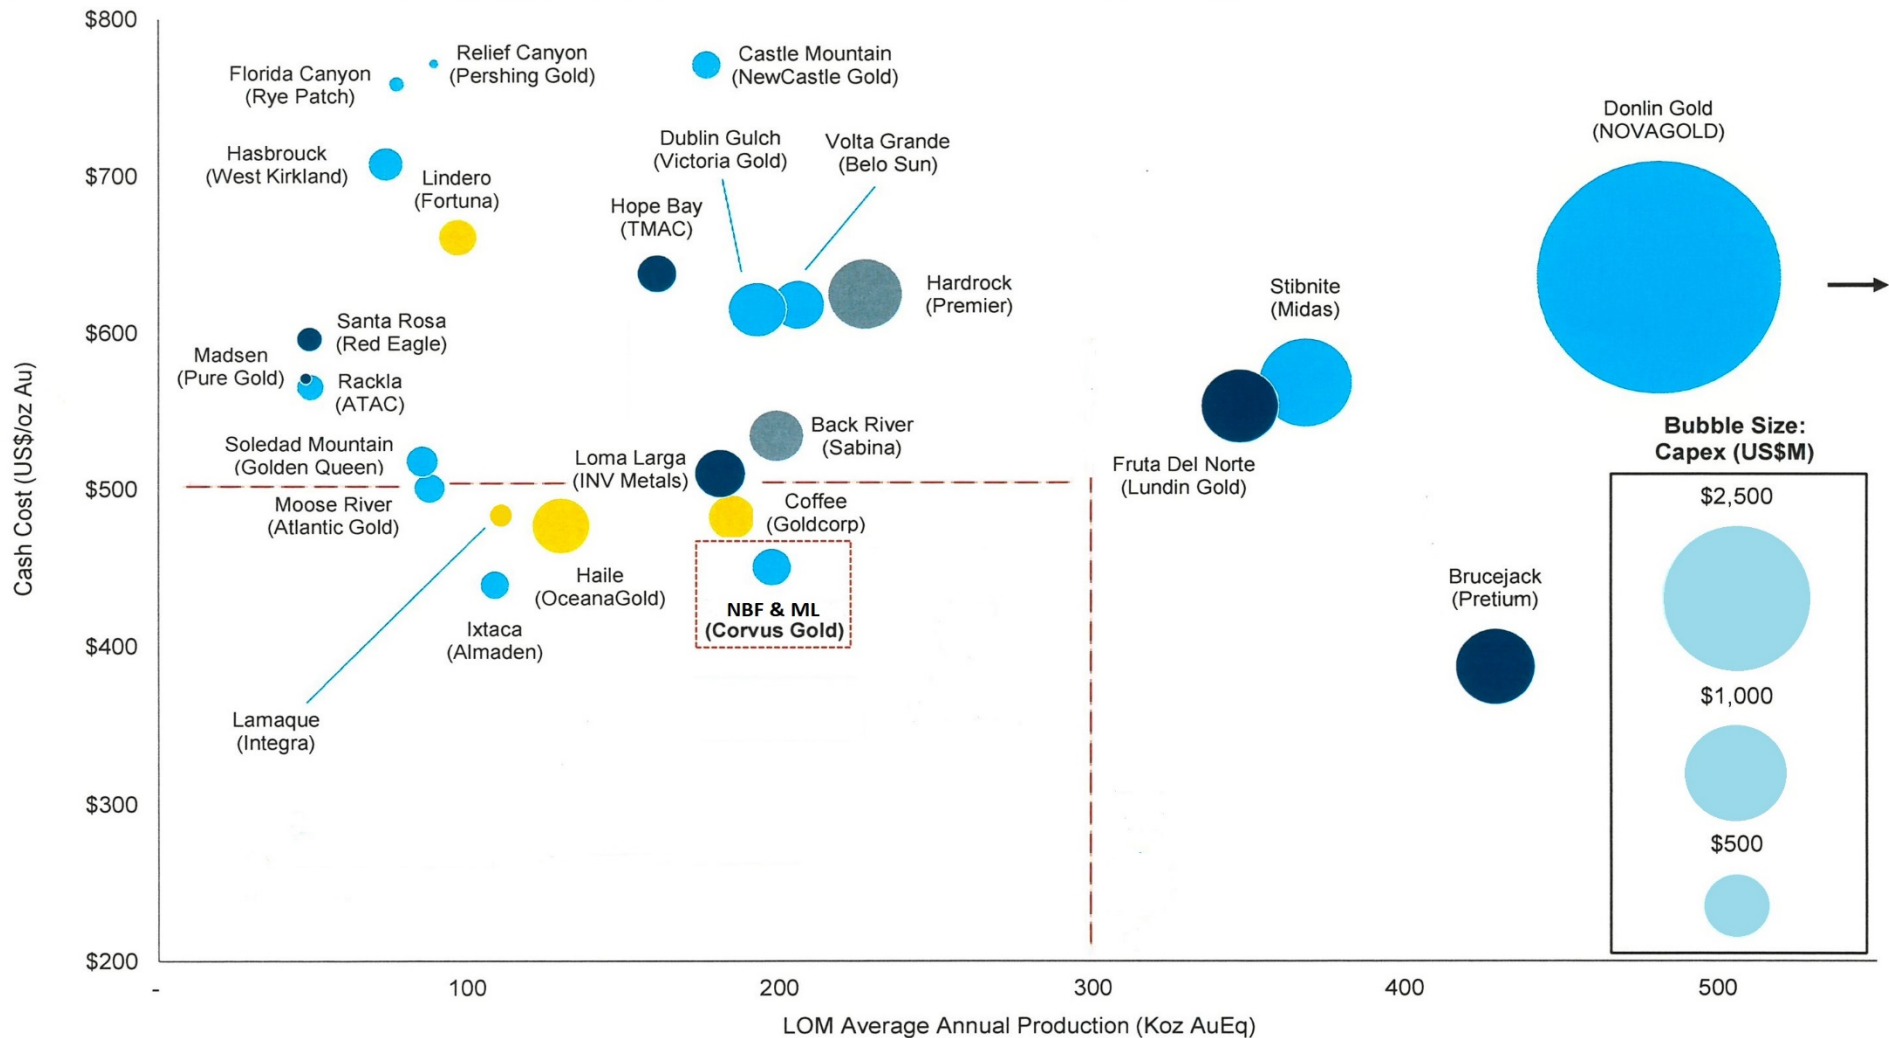 $800
$700
$600
$500
$400
$300
$200
Cash Cost (US$/oz Au)
-
100
200
300
400
500
LOM Average Annual Production (Koz AuEq)
Relief Canyon
(Pershing Gold)
Florida Canyon
(Rye Patch)
Castle Mountain
(NewCastle Gold)
Donlin Gold
(NOVAGOLD)
Hasbrouck
(West Kirkland)
Lindero
(Fortuna)
Dublin Gulch
(Victoria Gold)
Volta Grande
(Belo Sun)
Hope Bay
(TMAC)
Hardrock
(Premier)
Stibnite
(Midas)
Santa Rosa
(Red Eagle)
Madsen
(Pure Gold)
Rackla
(ATAC)
Soledad Mountain
(Golden Queen)
Moose River
(Atlantic Gold)
Loma Larga
(INV Metals)
Back River
(Sabina)
Coffee
(Goldcorp)
Fruta Del Norte
(Lundin Gold)
Haile
(OceanaGold)
Ixtaca
(Almaden)
NBF & ML
(Corvus Gold)
Brucejack
(Pretium)
Lamaque
(Integra)
Bubble Size:
Capex (US$M)
$2,500
$1,000
$500